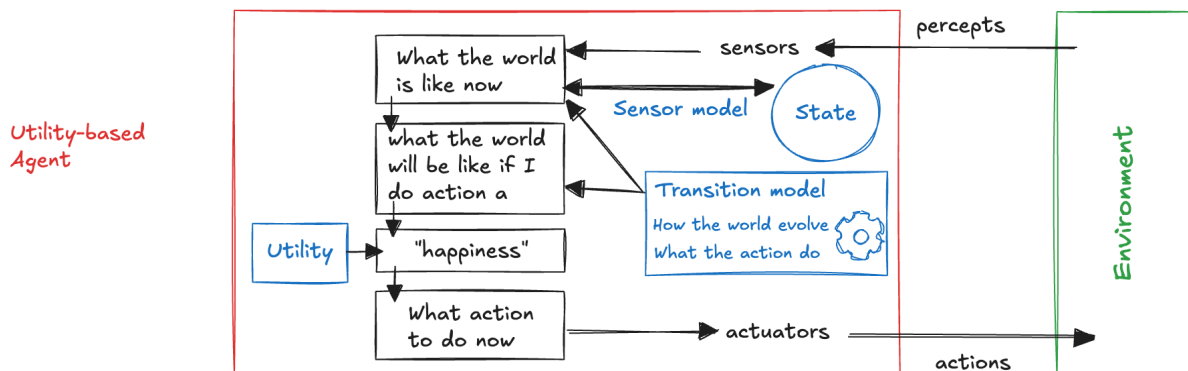 percepts
sensors
What the world
is like now
Sensor model
State
Utility-based
Agent
what the world
will be like if I
do action a
Transition model
How the world evolve
What the action do
Utility
"happiness"
Environment
What action
to do now
actuators
actions